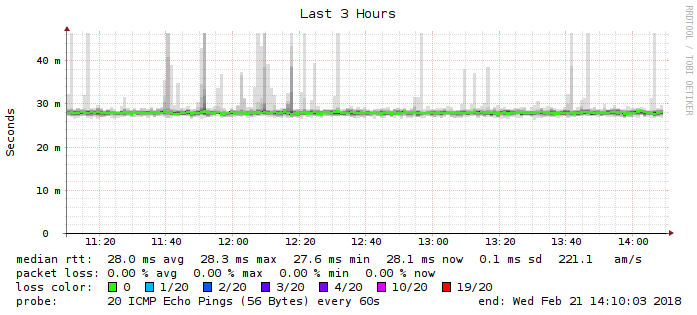 Last 3 Hours
RRDTOOL / TOBI OETIKER
Seconds
40 m
30 m
20 m
10 m
0
11:20 11:40 12:00 12:20 12:40 13:00 13:20 13:40 14:00
median rtt: 28.0 ms avg 28.3 ms max 27.6 ms min 28.1 ms now 0.1 ms sd 221.1 am/s
packet loss: 0.00 % avg 0.00 % max 0.00 % min 0.00 % now
loss color: 0 1/20 2/20 3/20 4/20 10/20 19/20
probe: 20 ICMP Echo Pings (56 Bytes) every 60s end: Wed Feb 21 14:10:03 2018